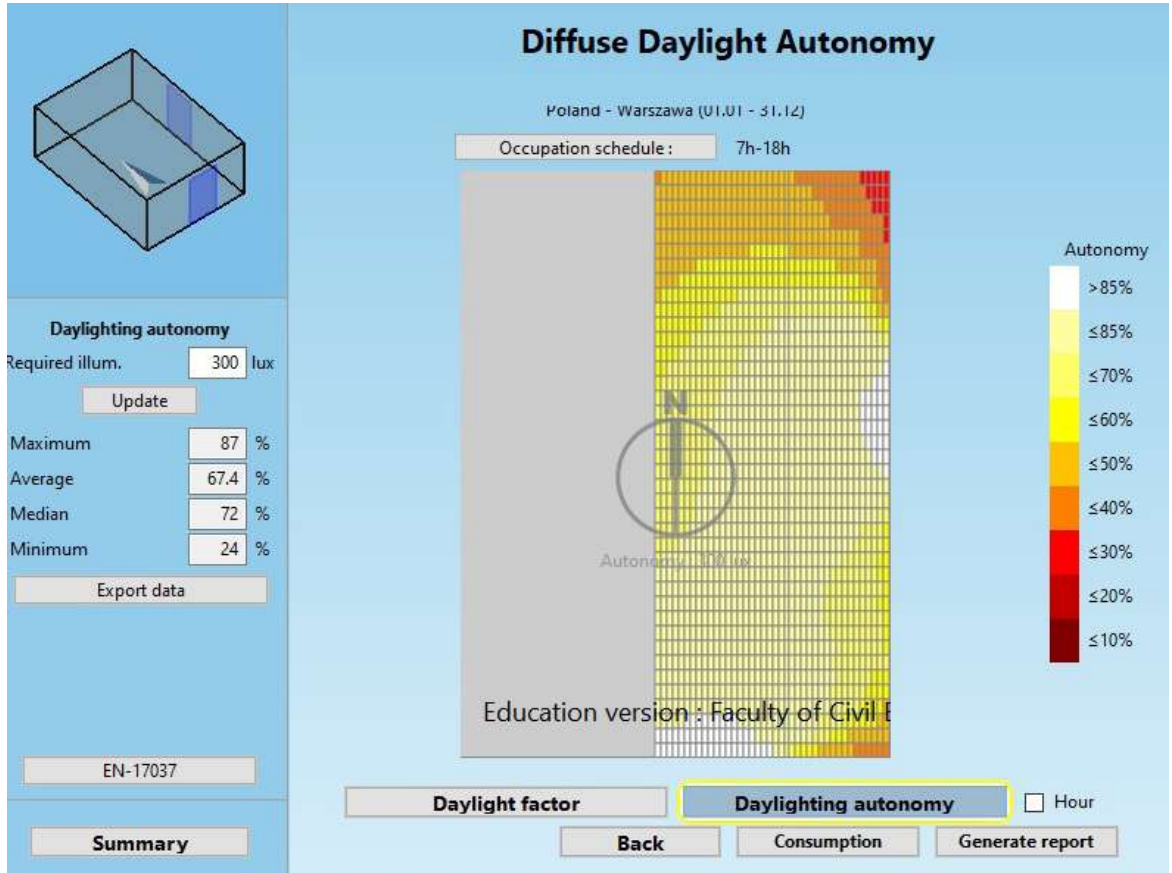 Diffuse Daylight Autonomy
Poland - Warszawa (01.01 - 31.12)
Occupation schedule : 7h-18h
N
Autonomy : 300 lux
Education version : Faculty of Civil E
Autonomy
>85%
≤85%
≤70%
≤60%
≤50%
≤40%
≤30%
≤20%
≤10%
Daylighting autonomy
Required illum. 300 lux
Update
Maximum 87 %
Average 67.4 %
Median 72 %
Minimum 24 %
Export data
EN-17037
Summary
Daylight factor Daylighting autonomy Hour
Back Consumption Generate report